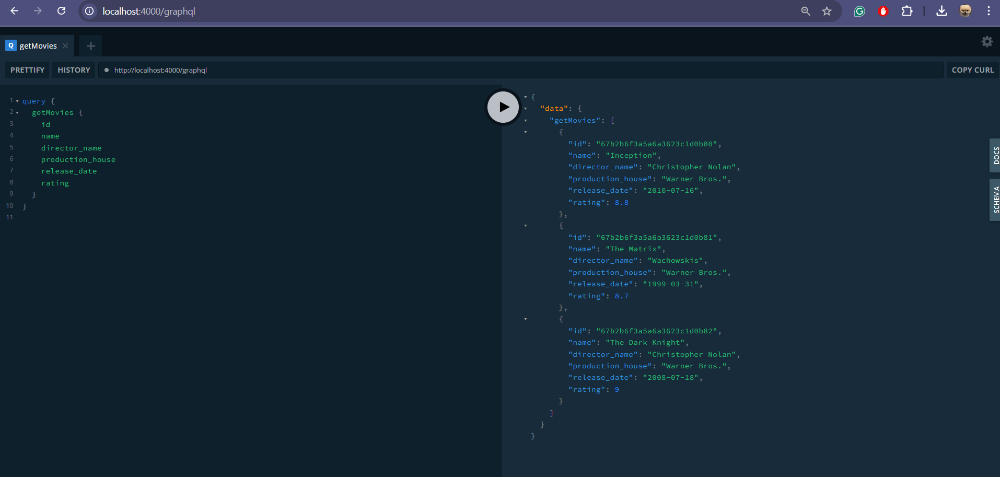 localhost:4000/graphql
Q getMovies
PRETTIFY HISTORY http://localhost:4000/graphql COPY CURL
1 query {
2 getMovies {
3 id
4 name
5 director_name
6 production_house
7 release_date
8 rating
9 }
10 }
11
{
"data": {
"getMovies": [
{
"id": "67b2b6f3a5a6a3623c1d0b80",
"name": "Inception",
"director_name": "Christopher Nolan",
"production_house": "Warner Bros.",
"release_date": "2010-07-16",
"rating": 8.8
},
{
"id": "67b2b6f3a5a6a3623c1d0b81",
"name": "The Matrix",
"director_name": "Wachowskis",
"production_house": "Warner Bros.",
"release_date": "1999-03-31",
"rating": 8.7
},
{
"id": "67b2b6f3a5a6a3623c1d0b82",
"name": "The Dark Knight",
"director_name": "Christopher Nolan",
"production_house": "Warner Bros.",
"release_date": "2008-07-18",
"rating": 9
}
]
}
}
DOCS
SCHEMA